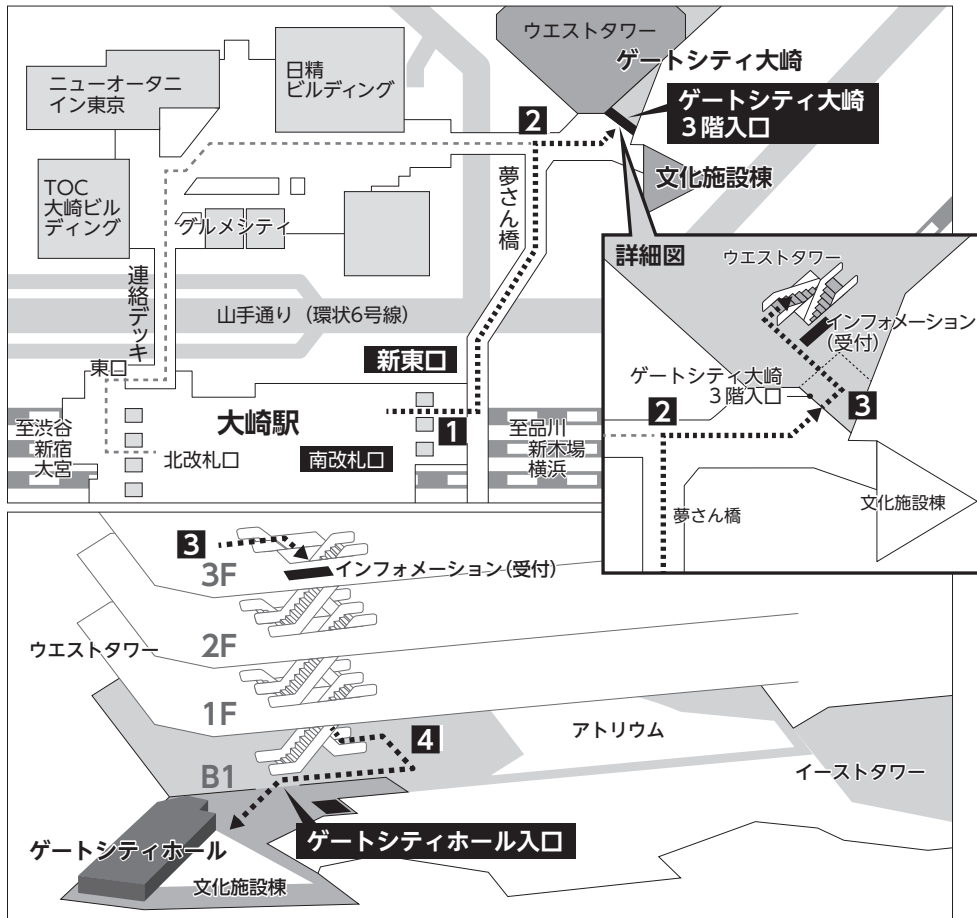 ウエストタワー
ゲートシティ大崎
ゲートシティ大崎
3階入口
ニューオータニ
イン東京
日精
ビルディング
2
文化施設棟
TOC
大崎ビル
ディング
グルメシティ
夢さん橋
連絡デッキ
山手通り（環状6号線）
東口
新東口
大崎駅
1
至渋谷
新宿
大宮
北改札口
南改札口
至品川
新木場
横浜
詳細図
ウエストタワー
インフォメーション
(受付)
ゲートシティ大崎
3階入口
3
2
文化施設棟
夢さん橋
3
3F
インフォメーション(受付)
ウエストタワー
2F
1F
4
アトリウム
イーストタワー
B1
ゲートシティホール入口
ゲートシティホール
文化施設棟